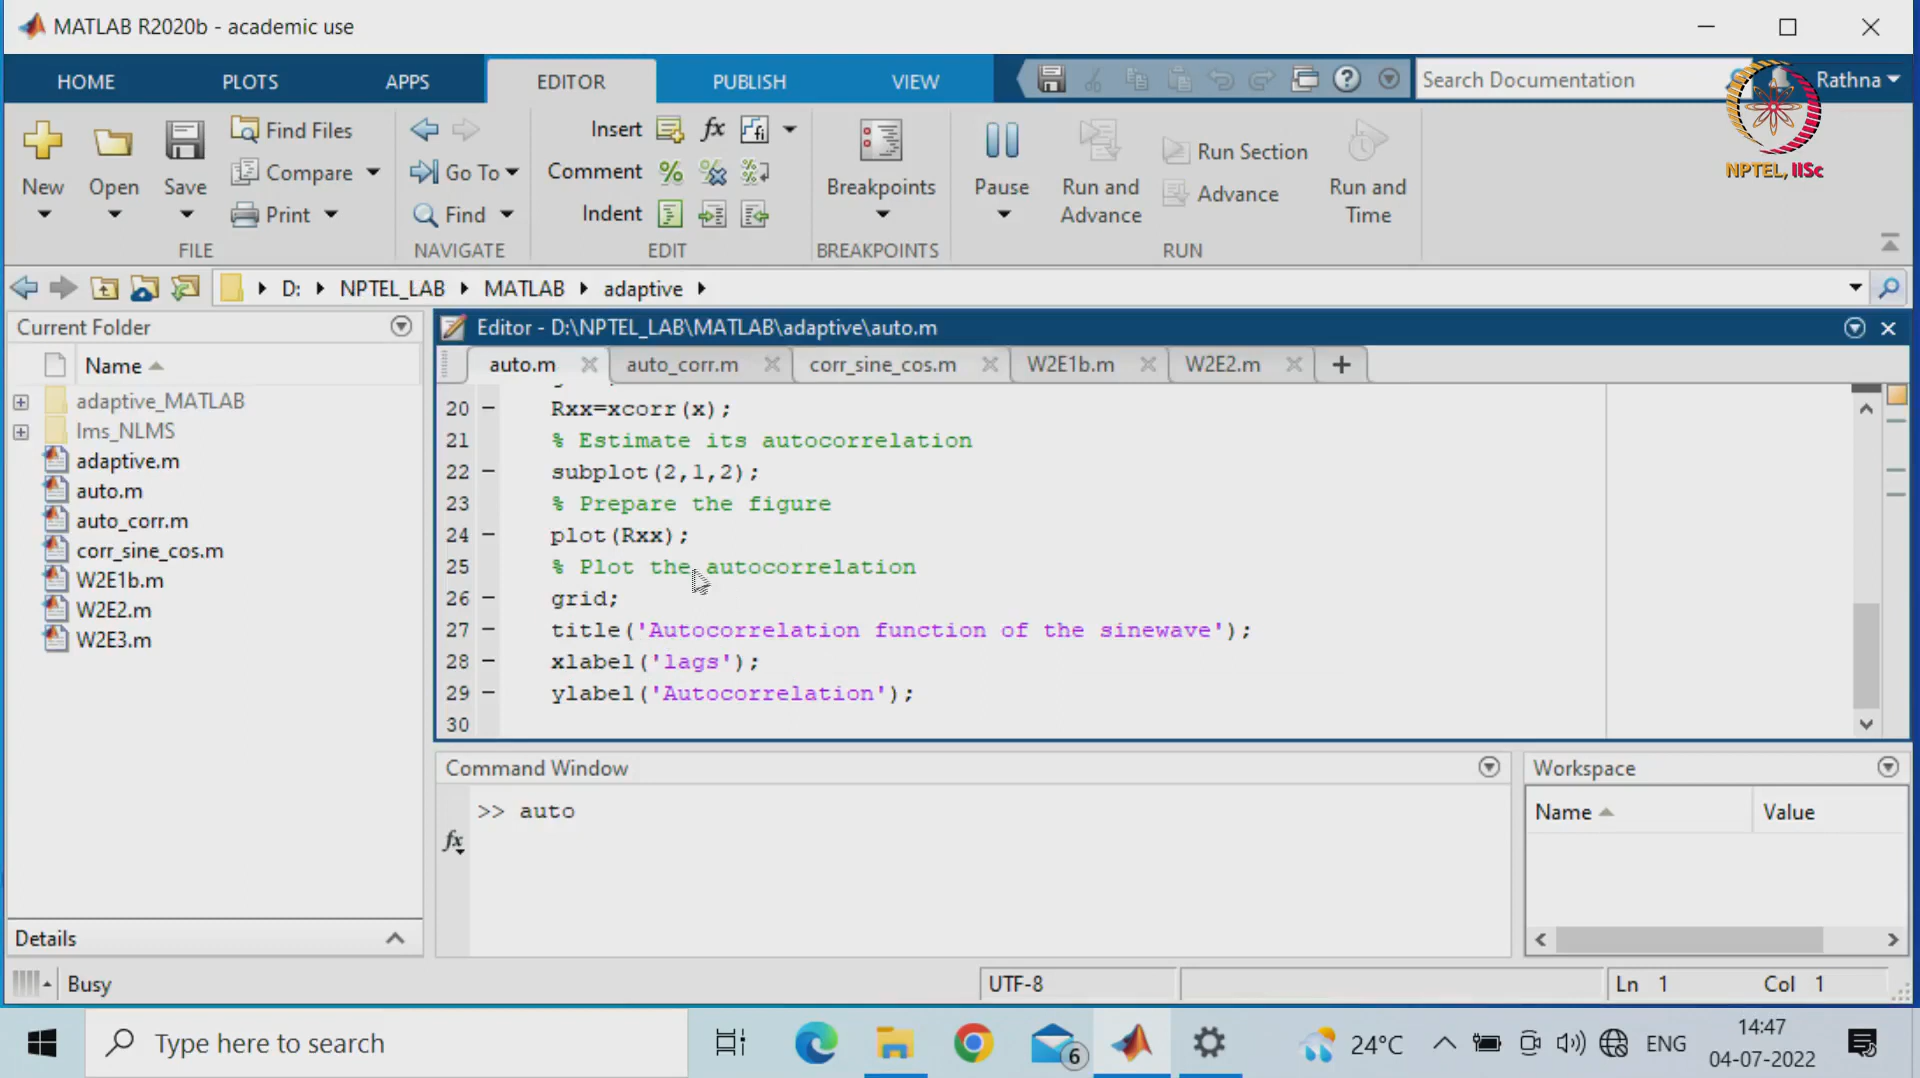 MATLAB R2020b - academic use
HOME PLOTS APPS EDITOR PUBLISH VIEW Search Documentation Rathna
NPTEL, IISc
New Open Save Find Files Compare Print
FILE
Go To Find
NAVIGATE
Insert fx fi
Comment
Indent
EDIT
Breakpoints
BREAKPOINTS
Pause Run and Advance Run Section Advance Run and Time
RUN
D: NPTEL_LAB MATLAB adaptive
Current Folder
Name
adaptive_MATLAB
lms_NLMS
adaptive.m
auto.m
auto_corr.m
corr_sine_cos.m
W2E1b.m
W2E2.m
W2E3.m
Details
Editor - D:\NPTEL_LAB\MATLAB\adaptive\auto.m
auto.m auto_corr.m corr_sine_cos.m W2E1b.m W2E2.m
20 - Rxx=xcorr(x);
21 % Estimate its autocorrelation
22 - subplot(2,1,2);
23 % Prepare the figure
24 - plot(Rxx);
25 % Plot the autocorrelation
26 - grid;
27 - title('Autocorrelation function of the sinewave');
28 - xlabel('lags');
29 - ylabel('Autocorrelation');
30
Command Window
>> auto
fx
Workspace
Name Value
Busy UTF-8 Ln 1 Col 1
Type here to search 6 24°C ENG 14:47
04-07-2022